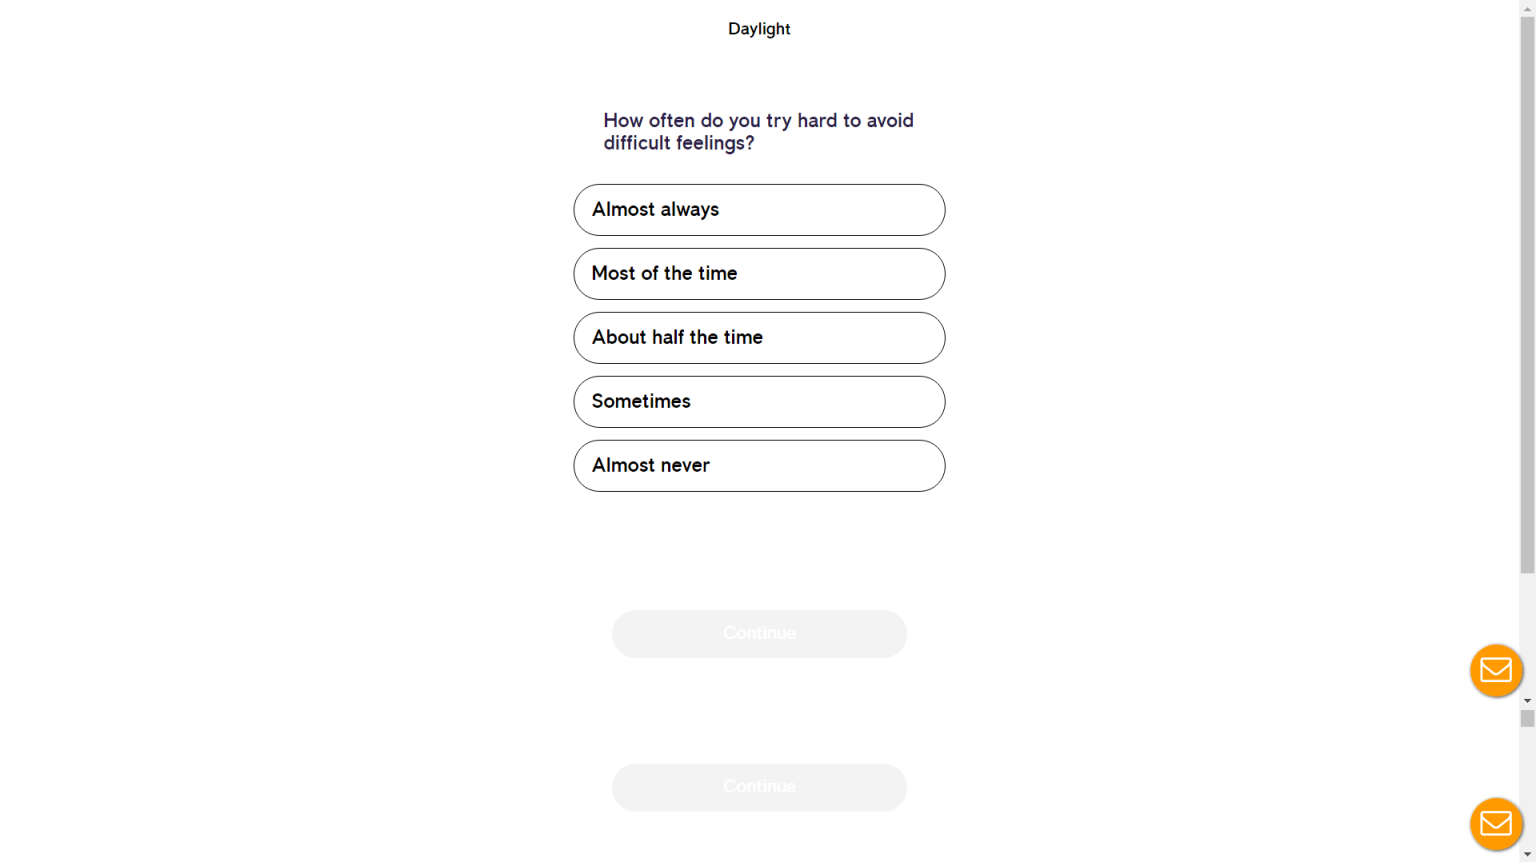 Daylight
How often do you try hard to avoid
difficult feelings?
Almost always
Most of the time
About half the time
Sometimes
Almost never
Continue
Continue